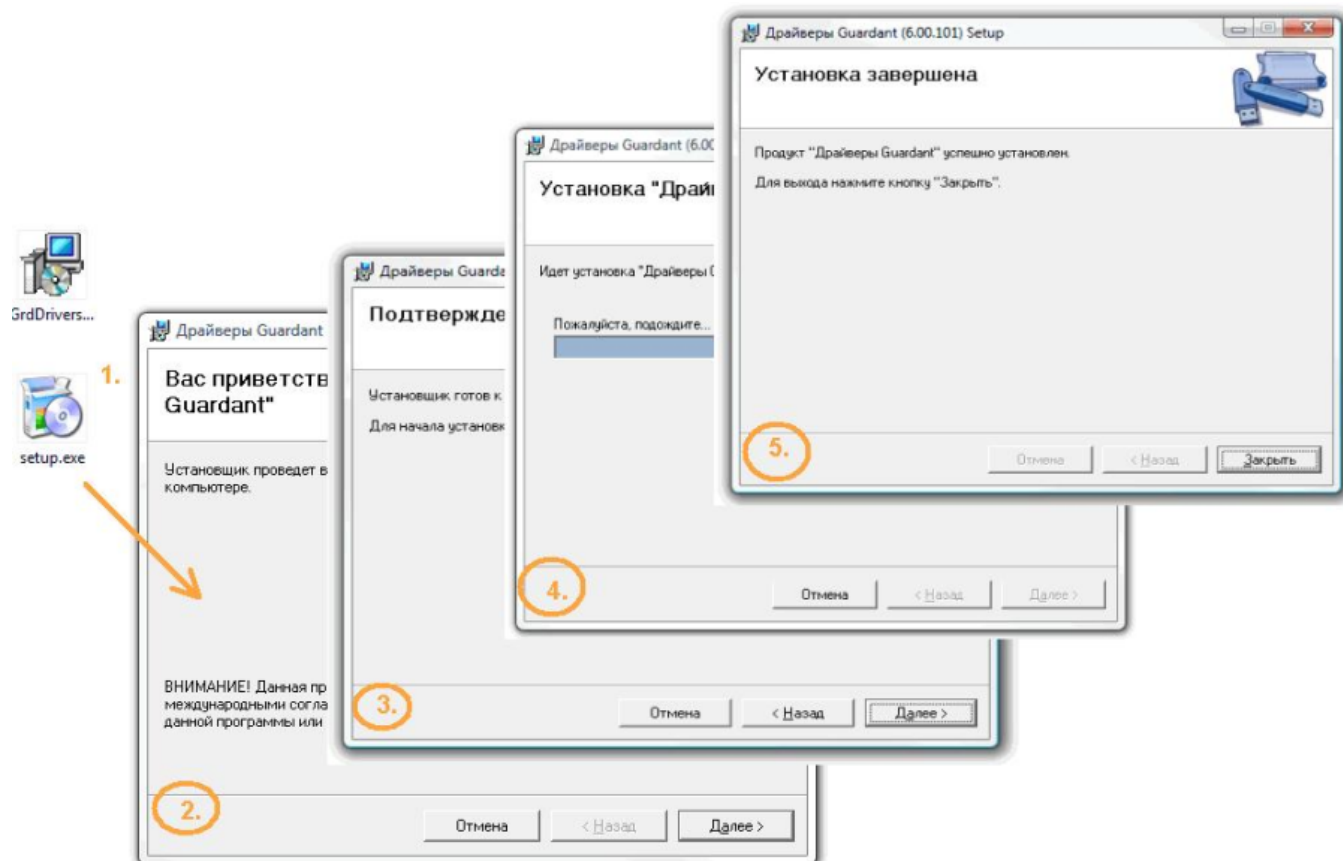 GrdDrivers...
1.
setup.exe
Драйверы Guardant
Вас приветств
Guardant"
Установщик проведет в
компьютере.
ВНИМАНИЕ! Данная пр
международными согла
данной программы или
2.
Отмена
< Назад
Далее >
Драйверы Guarda
Подтвержде
Установщик готов к
Для начала установк
3.
Отмена
< Назад
Далее >
Драйверы Guardant (6.00
Установка "Драй
Идет установка "Драйверы G
Пожалуйста, подождите...
4.
Отмена
< Назад
Далее >
Драйверы Guardant (6.00.101) Setup
Установка завершена
Продукт "Драйверы Guardant" успешно установлен.
Для выхода нажмите кнопку "Закрыть".
5.
Отмена
< Назад
Закрыть